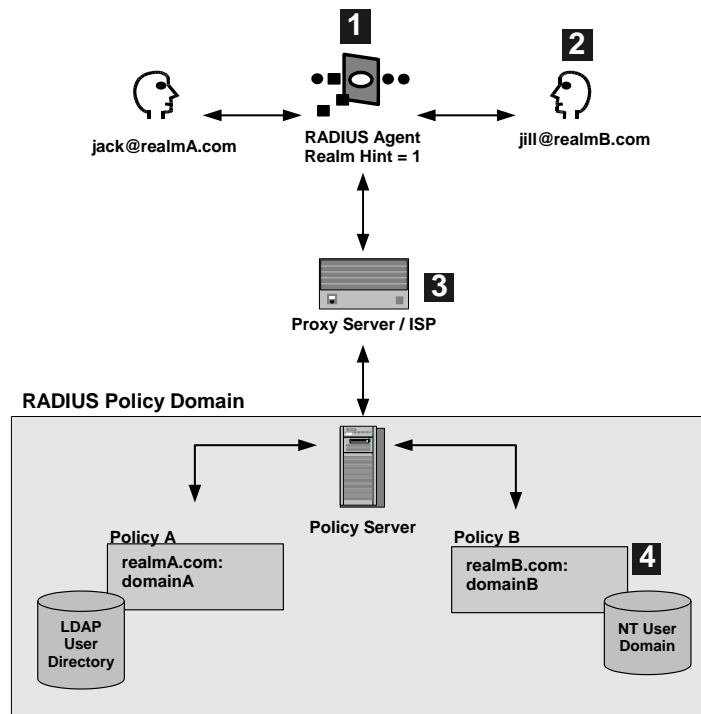 1
2
jack@realmA.com
RADIUS Agent
Realm Hint = 1
jill@realmB.com
3
Proxy Server / ISP
RADIUS Policy Domain
Policy Server
Policy A
realmA.com:
domainA
LDAP
User
Directory
Policy B
4
realmB.com:
domainB
NT User
Domain